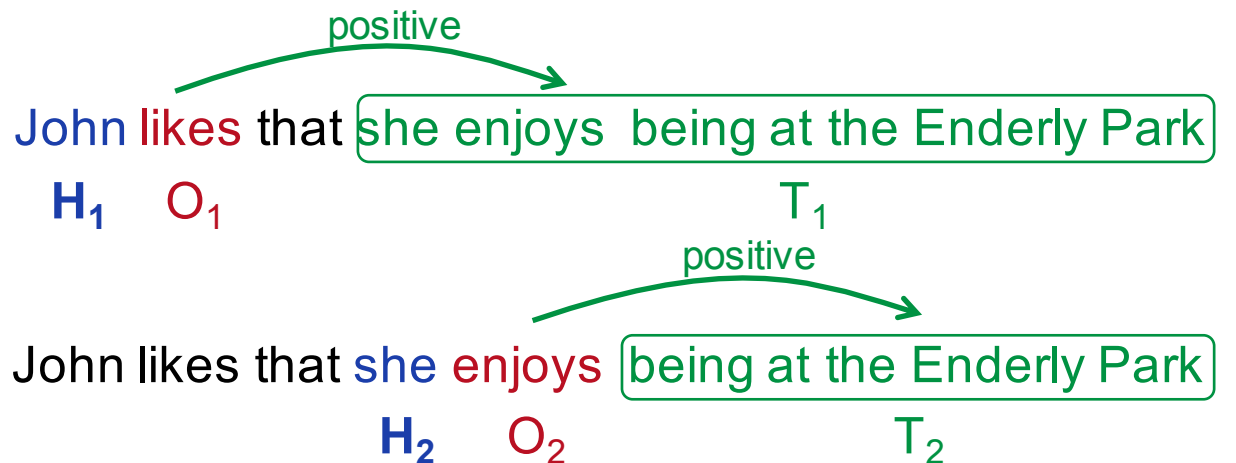 positive
John likes that she enjoys being at the Enderly Park
H₁ O₁ T₁
positive
John likes that she enjoys being at the Enderly Park
H₂ O₂ T₂